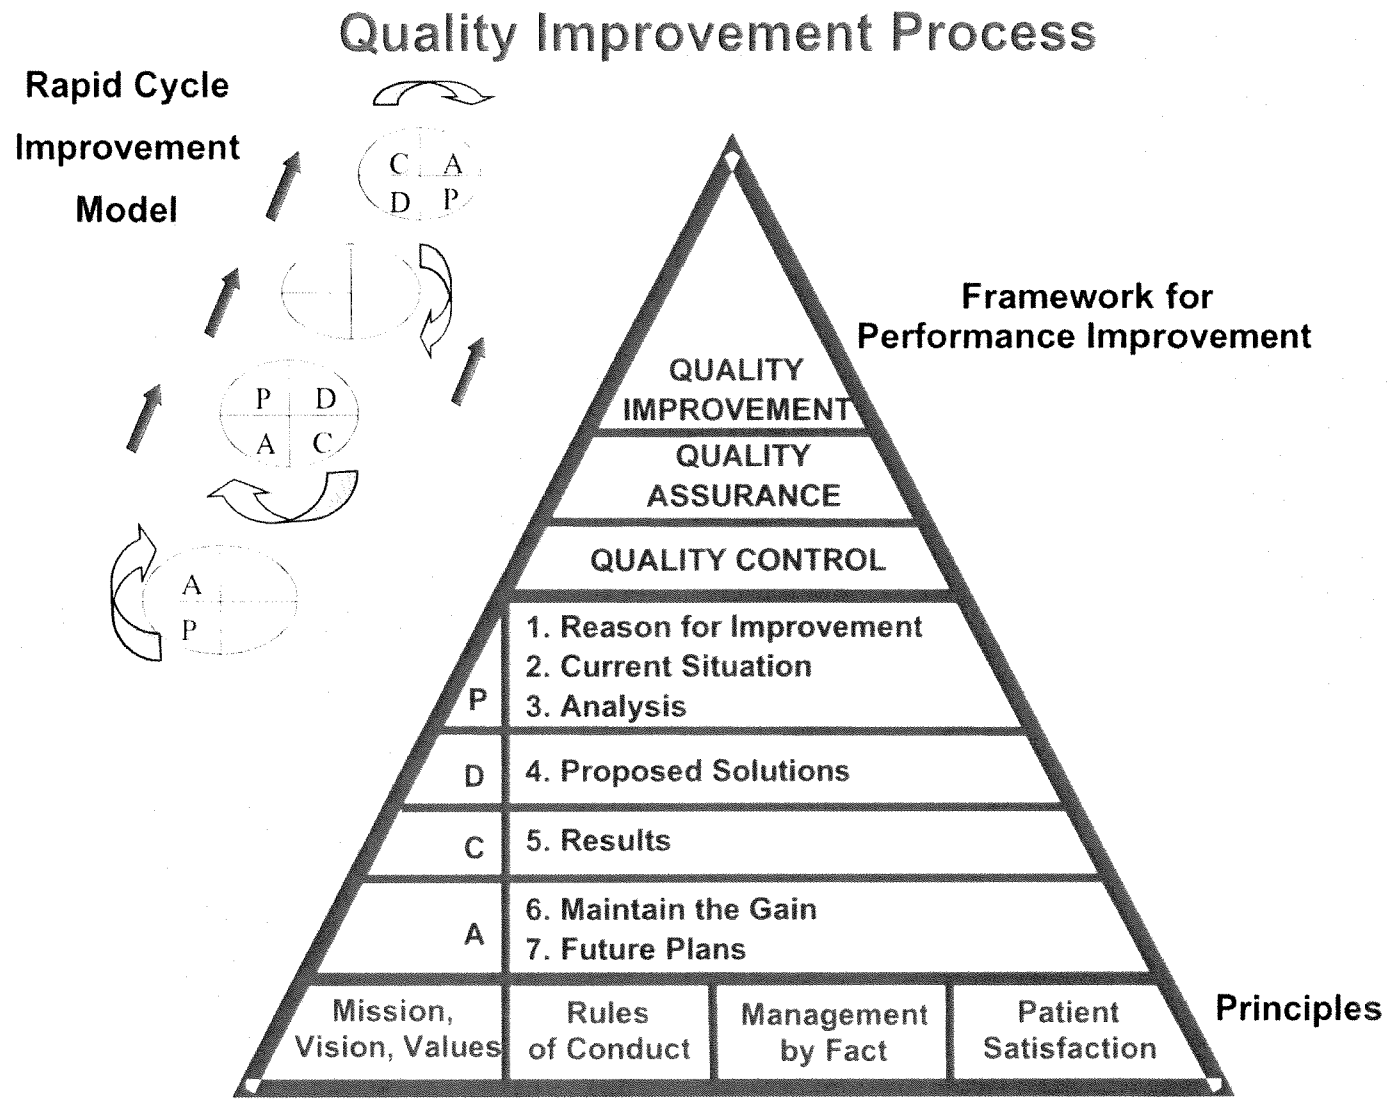 Quality Improvement Process
Rapid Cycle
Improvement
Model
C A
D P
P D
A C
A
P
Framework for
Performance Improvement
QUALITY
IMPROVEMENT
QUALITY
ASSURANCE
QUALITY CONTROL
P
1. Reason for Improvement
2. Current Situation
3. Analysis
D
4. Proposed Solutions
C
5. Results
A
6. Maintain the Gain
7. Future Plans
Mission,
Vision, Values
Rules
of Conduct
Management
by Fact
Patient
Satisfaction
Principles